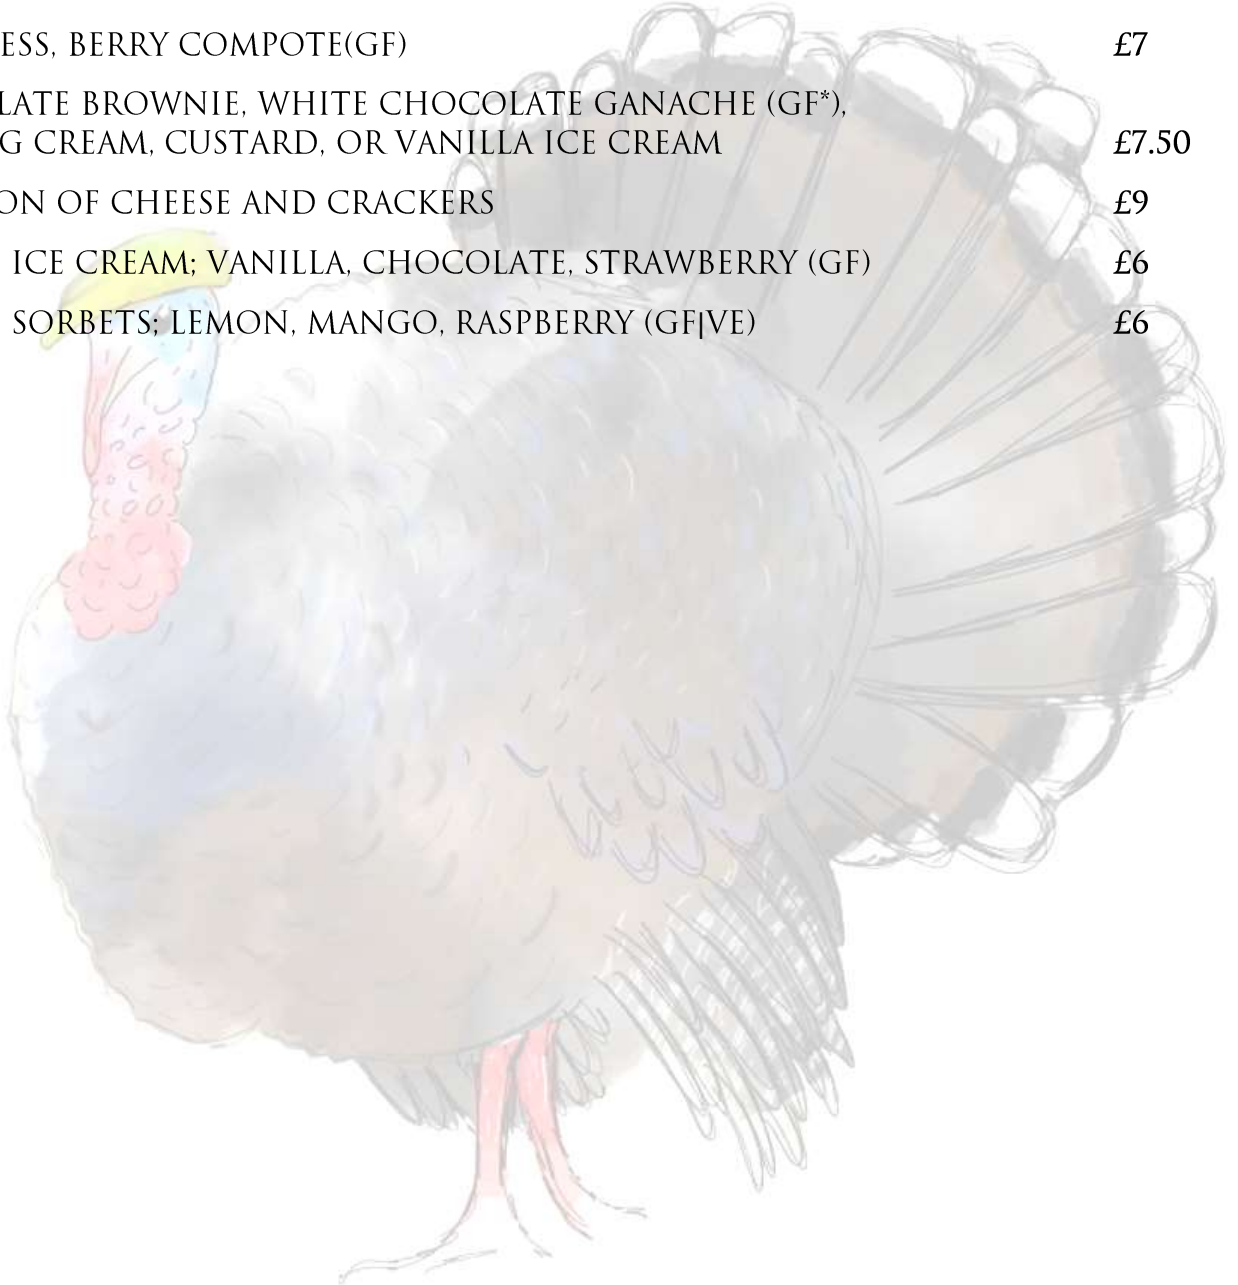 ESS, BERRY COMPOTE(GF) £7
LATE BROWNIE, WHITE CHOCOLATE GANACHE (GF*),
G CREAM, CUSTARD, OR VANILLA ICE CREAM £7.50
ON OF CHEESE AND CRACKERS £9
ICE CREAM; VANILLA, CHOCOLATE, STRAWBERRY (GF) £6
SORBETS; LEMON, MANGO, RASPBERRY (GF|VE) £6